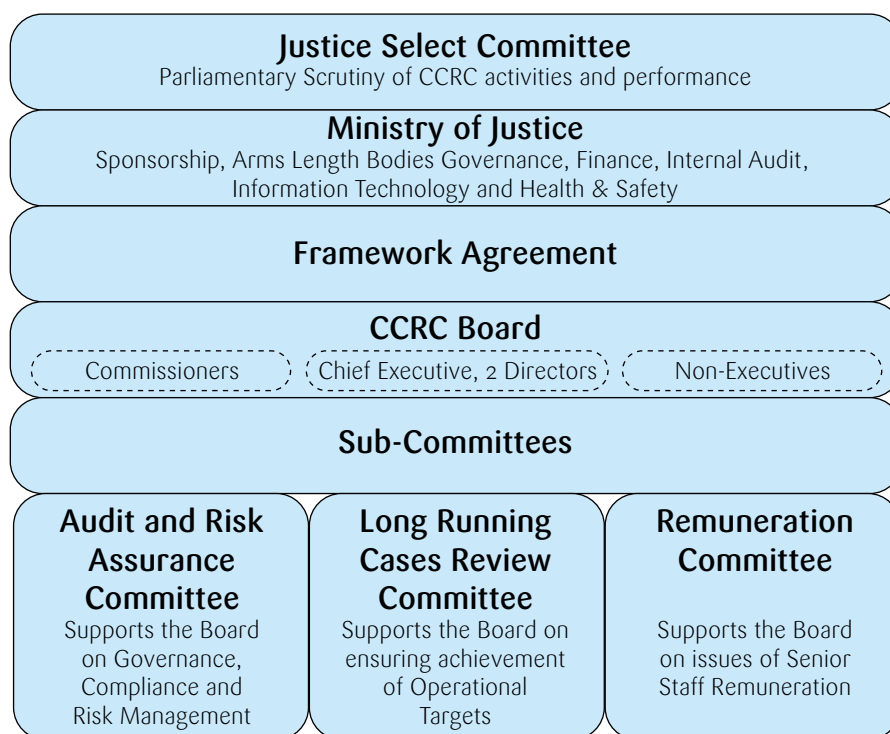 Justice Select Committee
Parliamentary Scrutiny of CCRC activities and performance
Ministry of Justice
Sponsorship, Arms Length Bodies Governance, Finance, Internal Audit,
Information Technology and Health & Safety
Framework Agreement
CCRC Board
Commissioners
Chief Executive, 2 Directors
Non-Executives
Sub-Committees
Audit and Risk
Assurance
Committee
Supports the Board
on Governance,
Compliance and
Risk Management
Long Running
Cases Review
Committee
Supports the Board on
ensuring achievement
of Operational
Targets
Remuneration
Committee
Supports the Board
on issues of Senior
Staff Remuneration